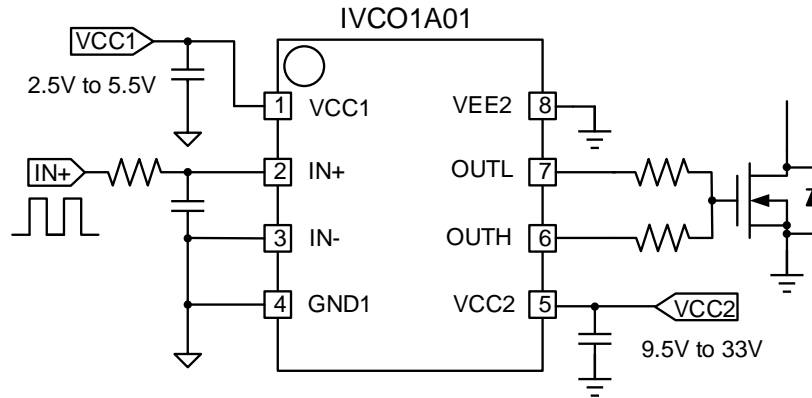 IVCO1A01
VCC1
2.5V to 5.5V
1 VCC1
VEE2 8
IN+
2 IN+
OUTL 7
3 IN-
OUTH 6
4 GND1
VCC2 5
VCC2
9.5V to 33V